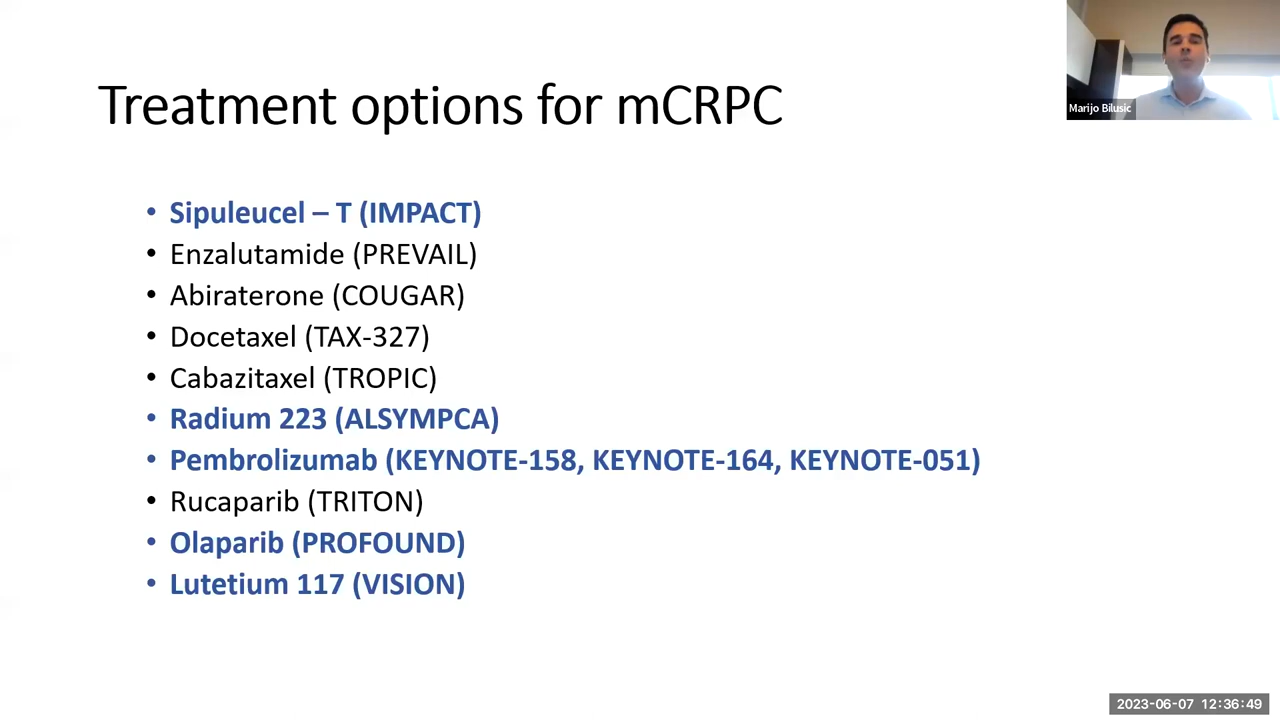 Treatment options for mCRPC
Marijo Bilusic
• Sipuleucel – T (IMPACT)
• Enzalutamide (PREVAIL)
• Abiraterone (COUGAR)
• Docetaxel (TAX-327)
• Cabazitaxel (TROPIC)
• Radium 223 (ALSYMPCA)
• Pembrolizumab (KEYNOTE-158, KEYNOTE-164, KEYNOTE-051)
• Rucaparib (TRITON)
• Olaparib (PROFOUND)
• Lutetium 117 (VISION)
2023-06-07 12:36:49